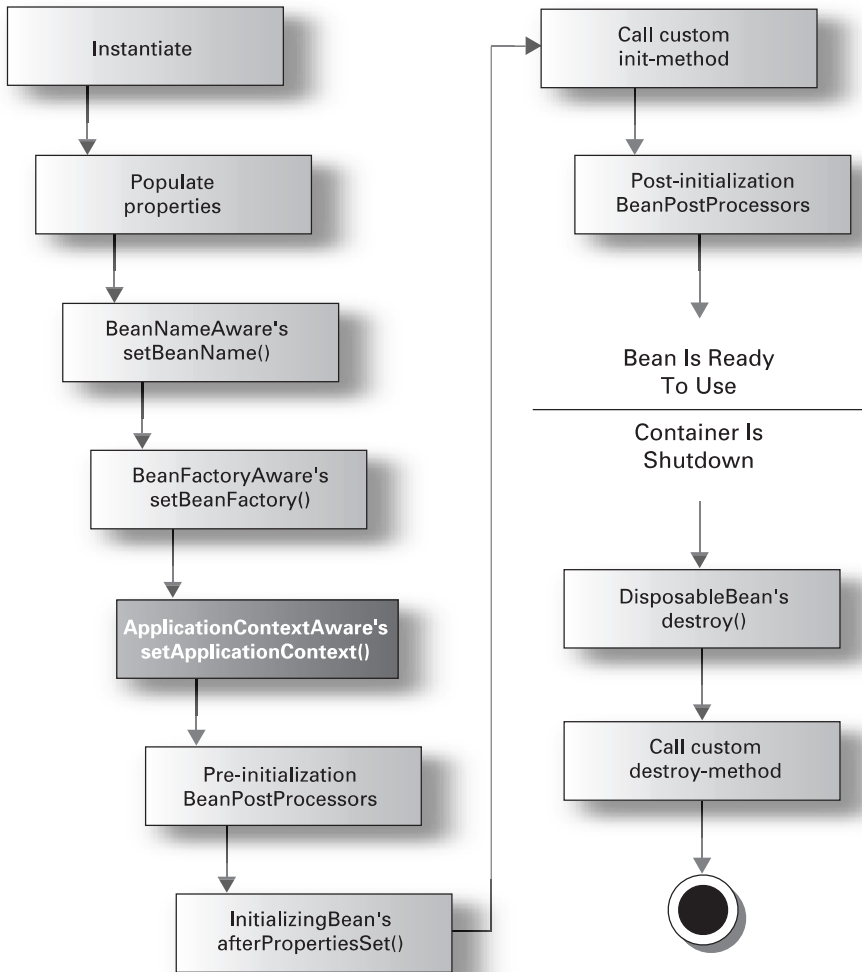 Instantiate
Populate
properties
BeanNameAware's
setBeanName()
BeanFactoryAware's
setBeanFactory()
ApplicationContextAware's
setApplicationContext()
Pre-initialization
BeanPostProcessors
InitializingBean's
afterPropertiesSet()
Call custom
init-method
Post-initialization
BeanPostProcessors
Bean Is Ready
To Use
Container Is
Shutdown
DisposableBean's
destroy()
Call custom
destroy-method